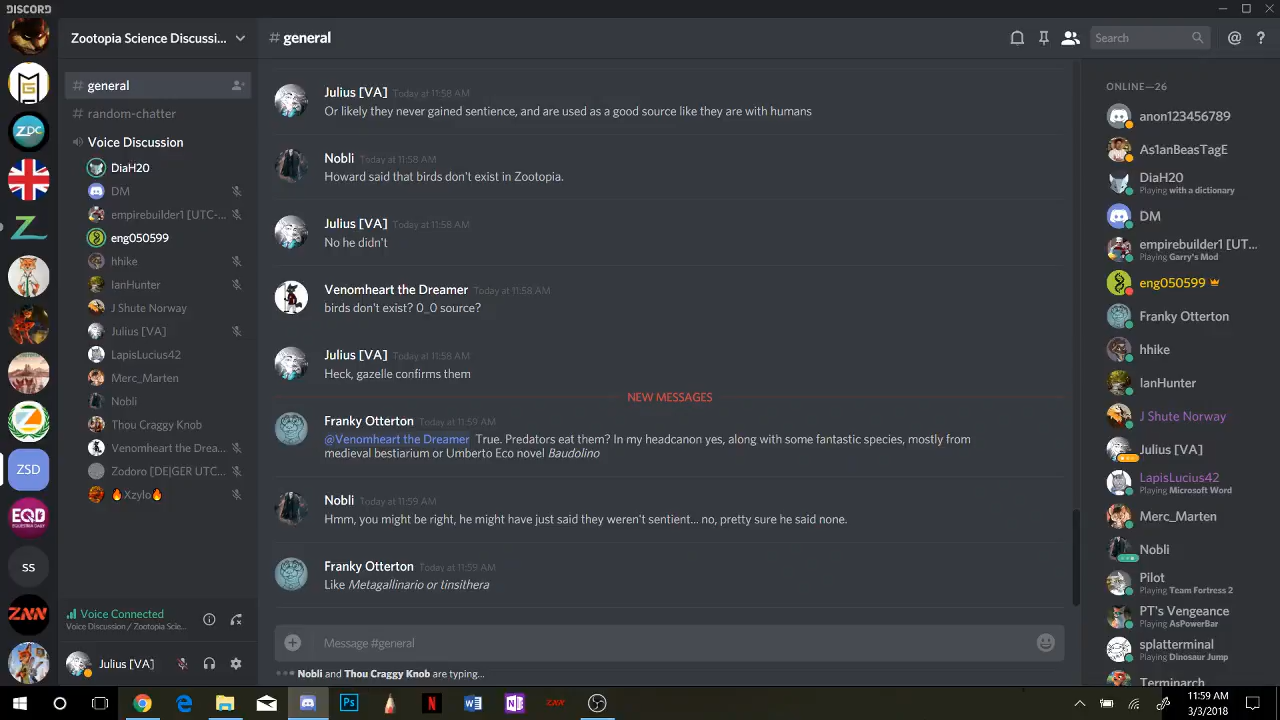 DISCORD
Zootopia Science Discussi...
# general
Search
@
?
# general
# random-chatter
Voice Discussion
DiaH20
DM
empirebuilder1 [UTC-...
eng050599
hhike
IanHunter
J Shute Norway
Julius [VA]
LapisLucius42
Merc_Marten
Nobli
Thou Craggy Knob
Venomheart the Drea...
Zodoro [DE|GER UTC...
🔥Xzylo🔥
Voice Connected
Voice Discussion / Zootopia Scie...
Julius [VA]
ZDC
ZSD
EQD
EQUESTRIA DAILY
ss
ZNN
Julius [VA] Today at 11:58 AM
Or likely they never gained sentience, and are used as a good source like they are with humans
Nobli Today at 11:58 AM
Howard said that birds don't exist in Zootopia.
Julius [VA] Today at 11:58 AM
No he didn't
Venomheart the Dreamer Today at 11:58 AM
birds don't exist? 0_0 source?
Julius [VA] Today at 11:58 AM
Heck, gazelle confirms them
NEW MESSAGES
Franky Otterton Today at 11:59 AM
@Venomheart the Dreamer True. Predators eat them? In my headcanon yes, along with some fantastic species, mostly from
medieval bestiarium or Umberto Eco novel Baudolino
Nobli Today at 11:59 AM
Hmm, you might be right, he might have just said they weren't sentient... no, pretty sure he said none.
Franky Otterton Today at 11:59 AM
Like Metagallinario or tinsithera
Message #general
Nobli and Thou Craggy Knob are typing...
ONLINE—26
anon123456789
As1anBeasTagE
DiaH20
Playing with a dictionary
DM
empirebuilder1 [UT...
Playing Garry's Mod
eng050599
Franky Otterton
hhike
IanHunter
J Shute Norway
Julius [VA]
LapisLucius42
Playing Microsoft Word
Merc_Marten
Nobli
Pilot
Playing Team Fortress 2
PT's Vengeance
Playing AsPowerBar
splatterminal
Playing Dinosaur Jump
Terminarch
Ps
N
ZNN
11:59 AM
3/3/2018